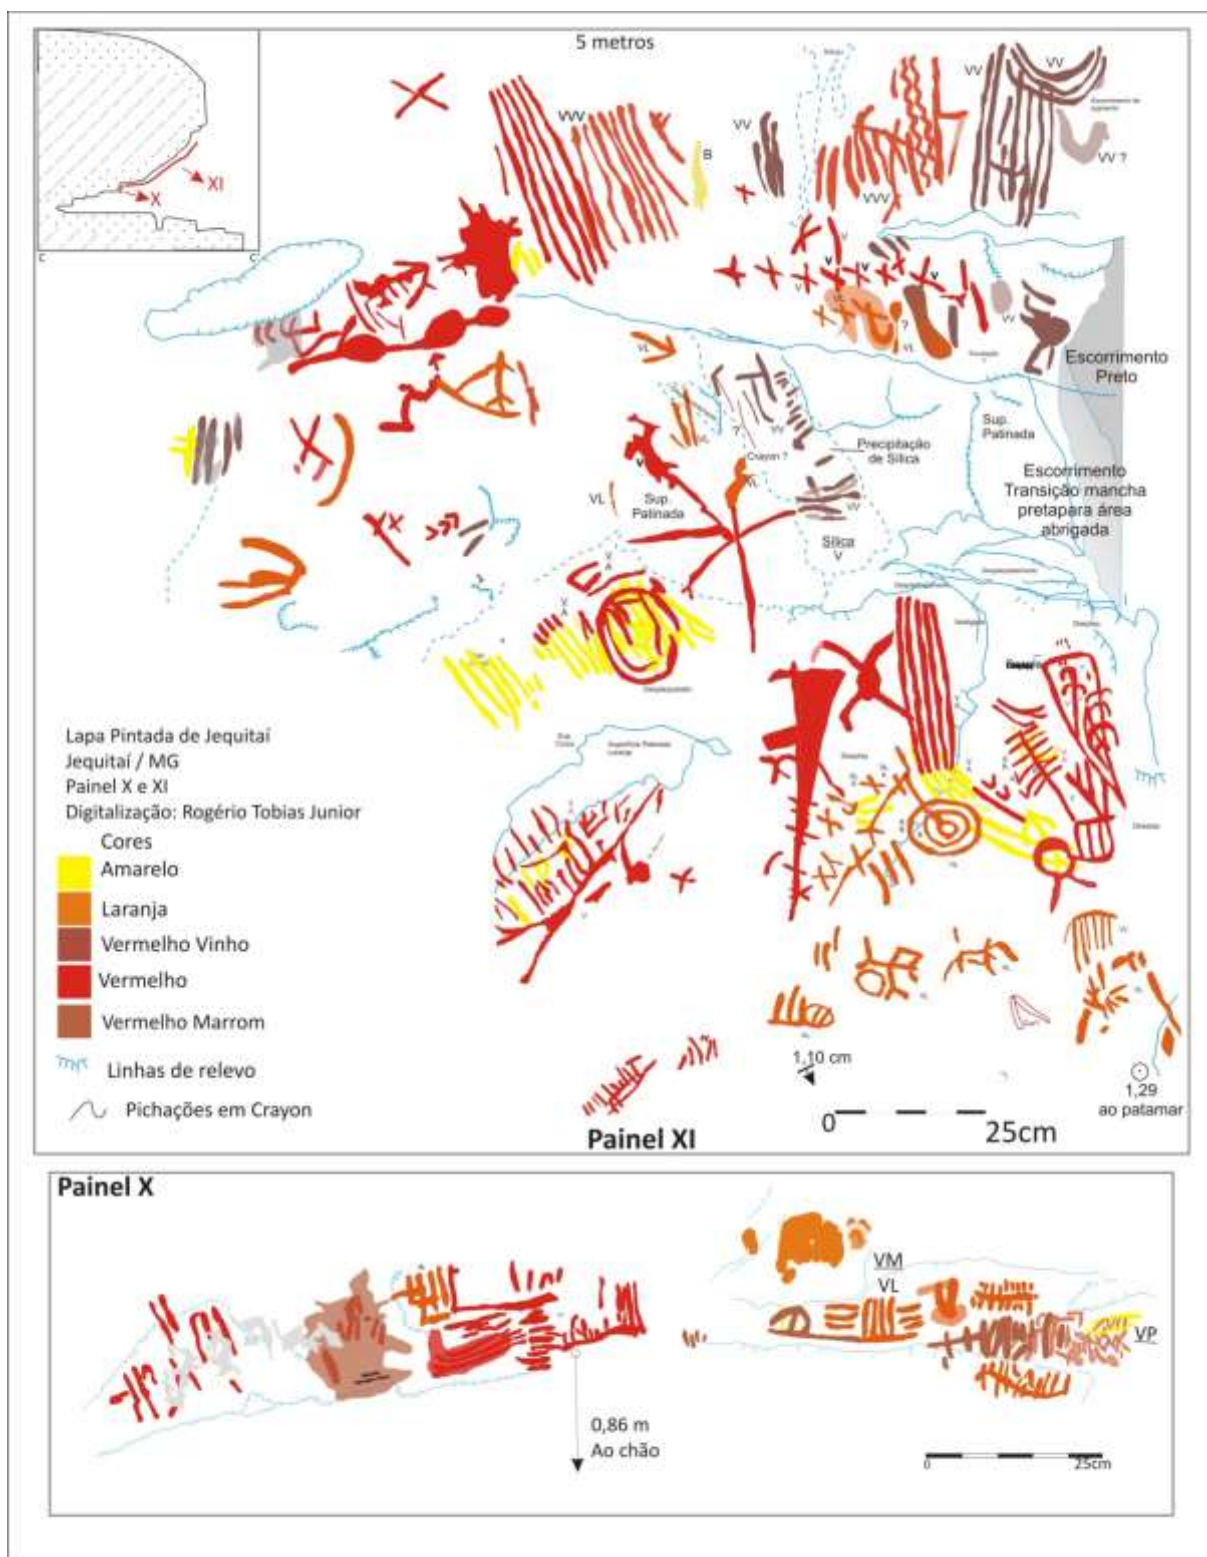 5 metros
VVV
VV
B
VV
VV
VV ?
VVV
XI
X
C
C'
V
V
V
V
?
VL
VV
VL
Escorrimento
Preto
Sup.
Patinada
?
VV
Crayon ?
VL
Precipitação
de Sílica
V
VL
Sup.
Patinada
VV
Sílica
V
Escorrimento
Transição mancha
pretapara área
abrigada
Lapa Pintada de Jequitaí
Jequitaí / MG
Painel X e XI
Digitalização: Rogério Tobias Junior
Cores
Amarelo
Laranja
Vermelho Vinho
Vermelho
Vermelho Marrom
Linhas de relevo
Pichações em Crayon
1,10 cm
1,29
ao patamar
0
25cm
Painel XI
Painel X
VM
VL
VP
0,86 m
Ao chão
0
25cm